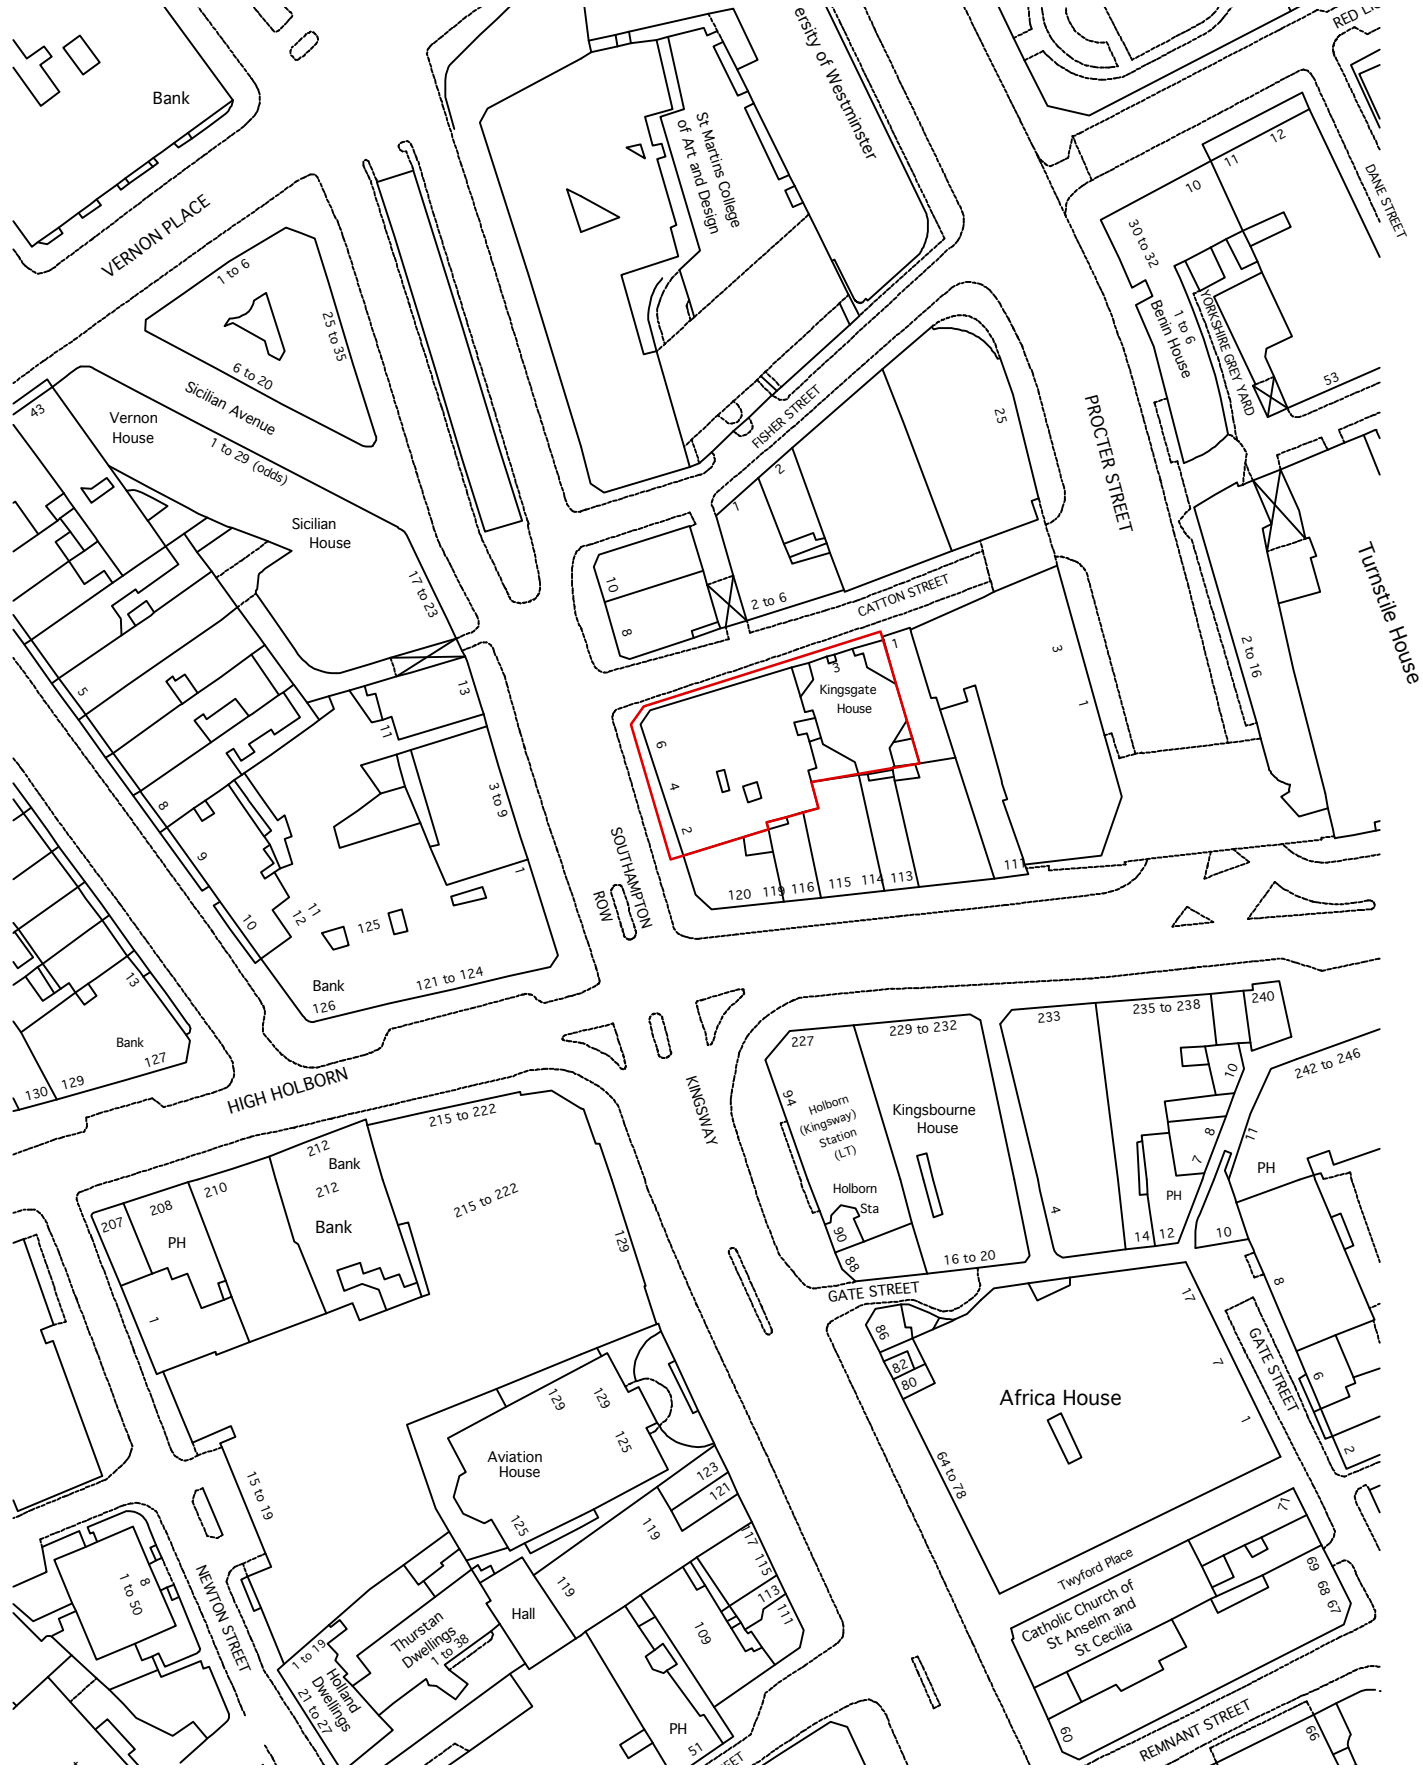 Bank
VERNON PLACE
1 to 6
25 to 35
6 to 20
Sicilian Avenue
1 to 29 (odds)
43
Vernon
House
Sicilian
House
17 to 23
St Martins College
of Art and Design
ersity of Westminster
RED LI
DANE STREET
12
11
10
30 to 32
1 to 6
Benin House
YORKSHIRE GREY YARD
53
PROCTER STREET
25
FISHER STREET
2
1
10
8
2 to 6
CATTON STREET
Turnstile House
2 to 16
3
1
1
3
Kingsgate
House
6
4
2
5
8
9
10
13
11
3 to 9
1
11
12
125
Bank
126
121 to 124
13
Bank
127
129
130
SOUTHAMPTON
ROW
120
119
116
115
114
113
111
HIGH HOLBORN
KINGSWAY
227
229 to 232
233
235 to 238
240
242 to 246
94
Holborn
(Kingsway)
Station
(LT)
Holborn
Sta
90
88
Kingsbourne
House
16 to 20
GATE STREET
4
14
12
PH
7
8
10
11
PH
10
8
6
2
GATE STREET
215 to 222
212
Bank
212
Bank
210
208
207
PH
1
215 to 222
129
86
82
80
Africa House
17
7
1
64 to 78
129
129
125
Aviation
House
125
123
121
119
119
117
115
113
111
109
15 to 19
NEWTON STREET
8
1 to 50
1 to 19
Holland
Dwellings
21 to 27
Thurstan
Dwellings
1 to 38
Hall
PH
51
EET
Twyford Place
71
69
68
67
Catholic Church of
St Anselm and
St Cecilia
60
REMNANT STREET
66